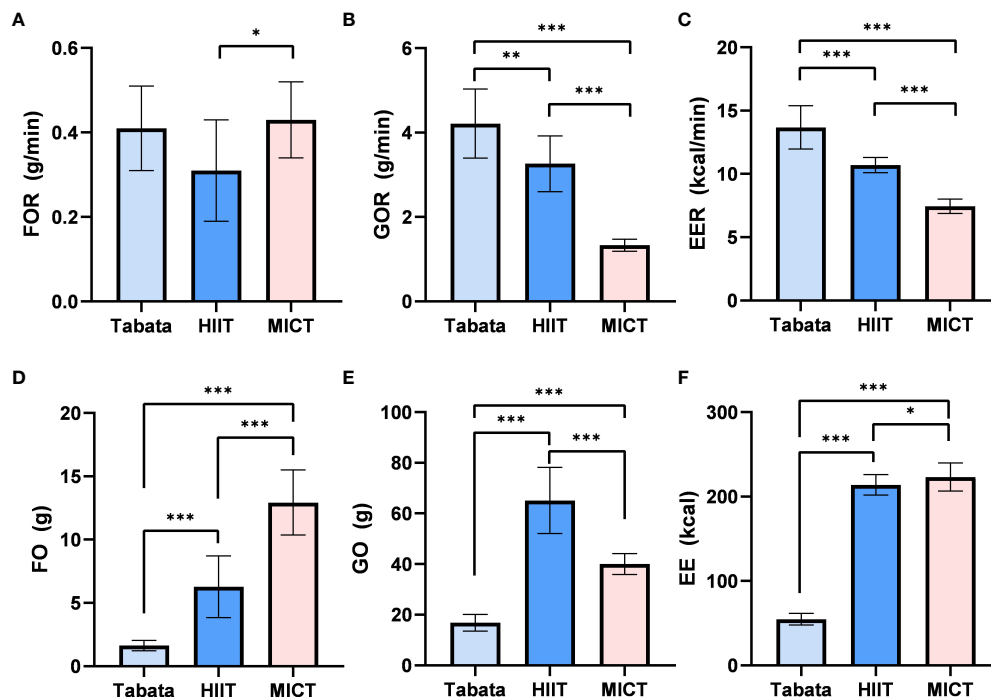 A
B
C
*
***
**
***
***
***
***
FOR (g/min)
0.6
0.4
0.2
0.0
Tabata HIIT MICT
GOR (g/min)
6
4
2
0
Tabata HIIT MICT
EER (kcal/min)
20
15
10
5
0
Tabata HIIT MICT
D
E
F
***
***
***
***
***
***
***
*
***
FO (g)
20
15
10
5
0
Tabata HIIT MICT
GO (g)
100
80
60
40
20
0
Tabata HIIT MICT
EE (kcal)
300
200
100
0
Tabata HIIT MICT